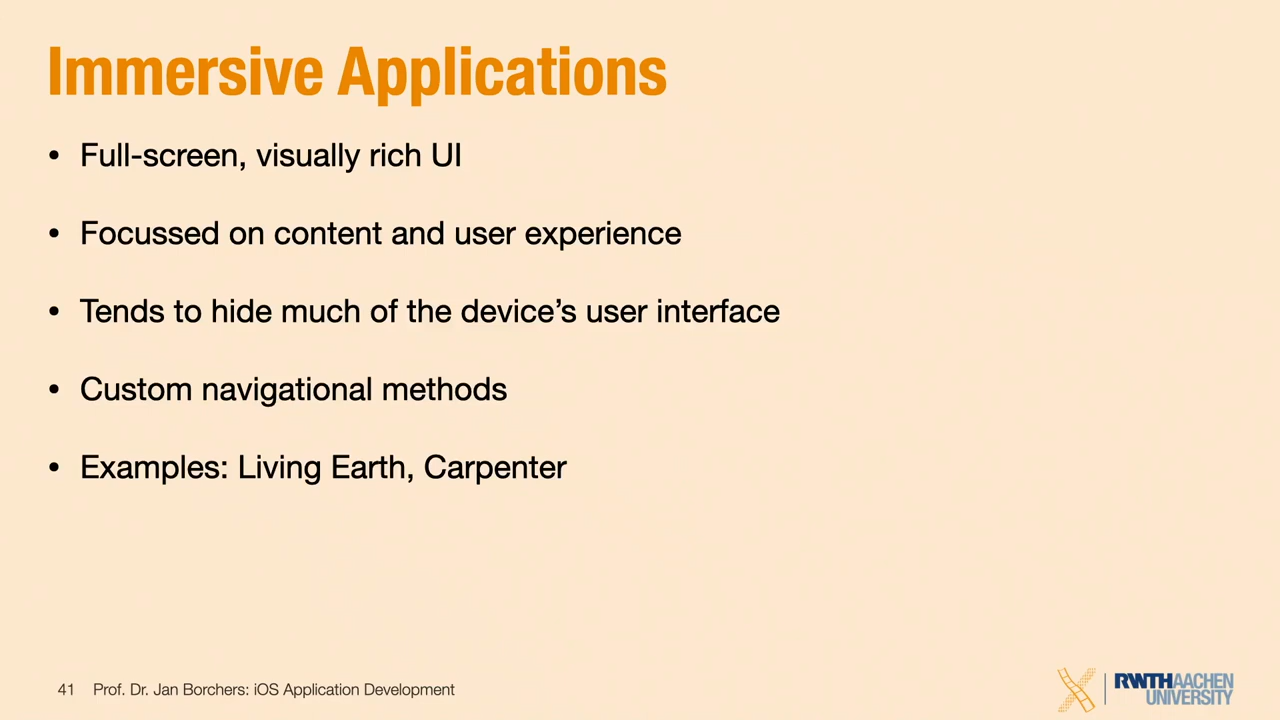 Immersive Applications
• Full-screen, visually rich UI
• Focussed on content and user experience
• Tends to hide much of the device’s user interface
• Custom navigational methods
• Examples: Living Earth, Carpenter
41 Prof. Dr. Jan Borchers: iOS Application Development
RWTHAACHEN
UNIVERSITY